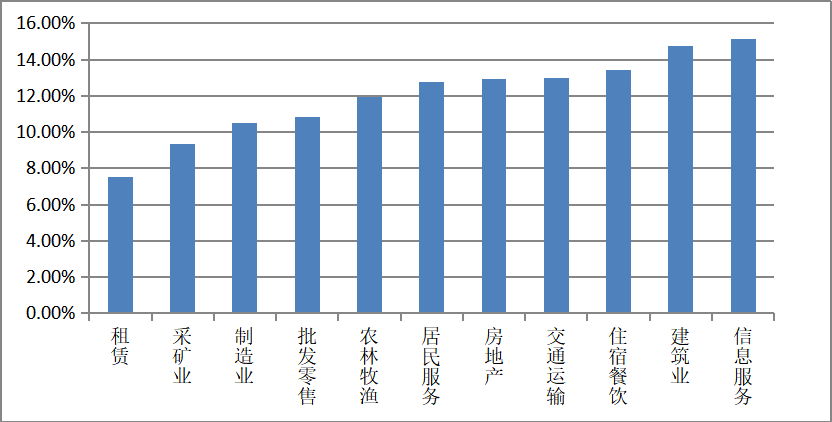 16.00%
14.00%
12.00%
10.00%
8.00%
6.00%
4.00%
2.00%
0.00%
租赁
采矿业
制造业
批发零售
农林牧渔
居民服务
房地产
交通运输
住宿餐饮
建筑业
信息服务